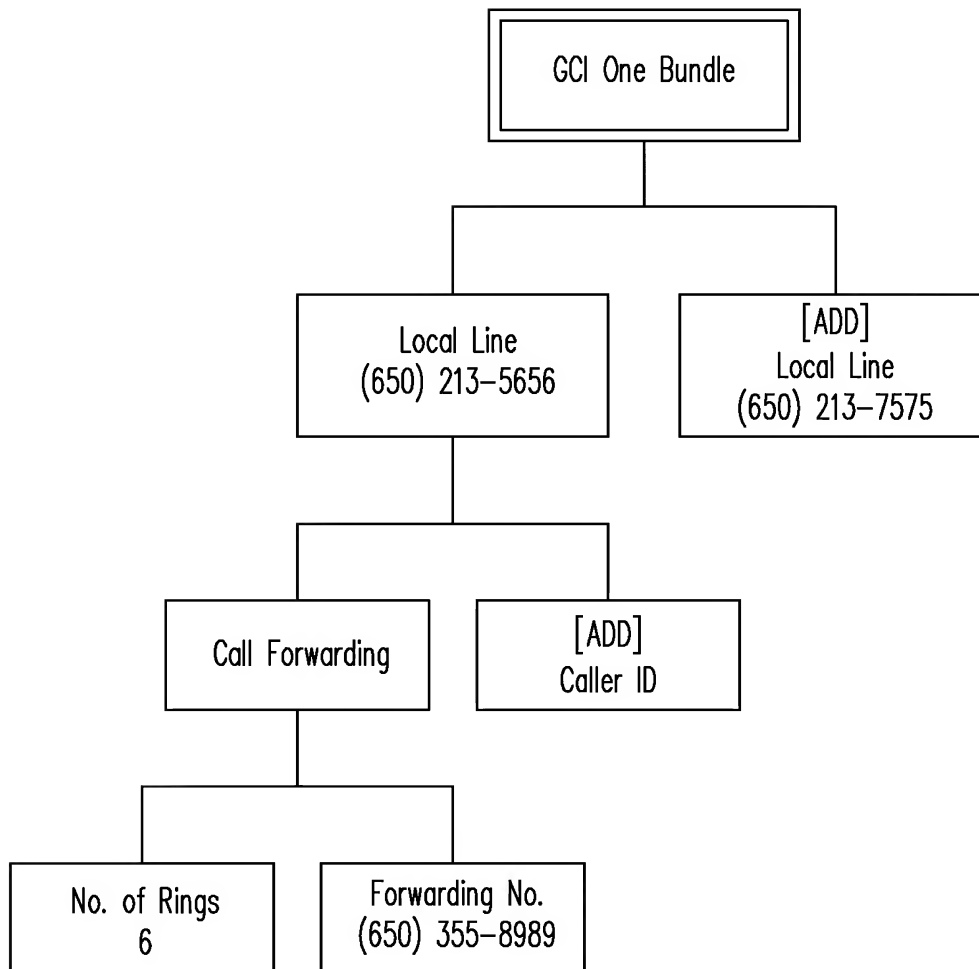 GCI One Bundle
Local Line
(650) 213-5656
[ADD]
Local Line
(650) 213-7575
Call Forwarding
[ADD]
Caller ID
No. of Rings
6
Forwarding No.
(650) 355-8989